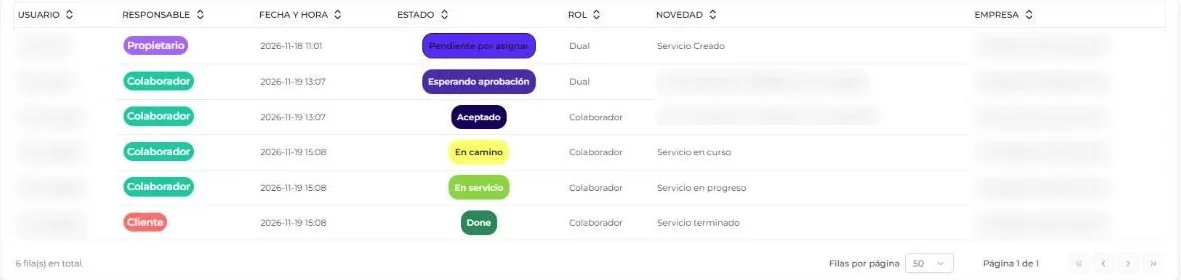 USUARIO RESPONSABLE FECHA Y HORA ESTADO ROL NOVEDAD EMPRESA
Propietario 2026-11-18 11:01 Pendiente por asignar Dual Servicio Creado
Colaborador 2026-11-19 13:07 Esperando aprobación Dual
Colaborador 2026-11-19 13:07 Aceptado Colaborador
Colaborador 2026-11-19 15:08 En camino Colaborador Servicio en curso
Colaborador 2026-11-19 15:08 En servicio Colaborador Servicio en progreso
Cliente 2026-11-19 15:08 Done Colaborador Servicio terminado
6 fila(s) en total. Filas por página 50 Página 1 de 1 « ‹ › »